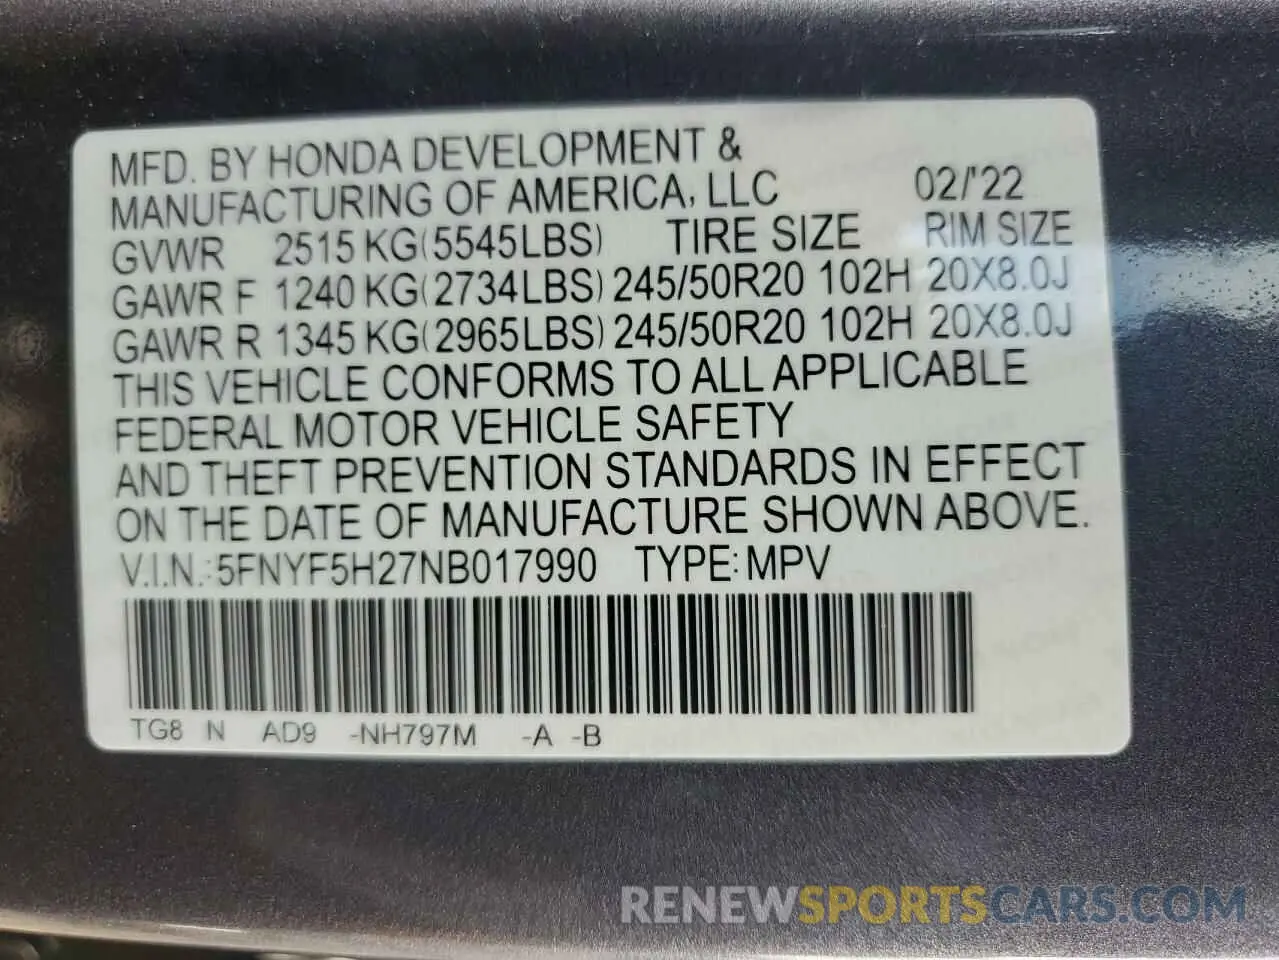 MFD. BY HONDA DEVELOPMENT &
MANUFACTURING OF AMERICA, LLC 02/'22
GVWR 2515 KG(5545LBS) TIRE SIZE RIM SIZE
GAWR F 1240 KG(2734LBS) 245/50R20 102H 20X8.0J
GAWR R 1345 KG(2965LBS) 245/50R20 102H 20X8.0J
THIS VEHICLE CONFORMS TO ALL APPLICABLE
FEDERAL MOTOR VEHICLE SAFETY
AND THEFT PREVENTION STANDARDS IN EFFECT
ON THE DATE OF MANUFACTURE SHOWN ABOVE.
V.I.N.: 5FNYF5H27NB017990 TYPE: MPV
TG8 N AD9 -NH797M -A -B
RENEWSPORTSCARS.COM